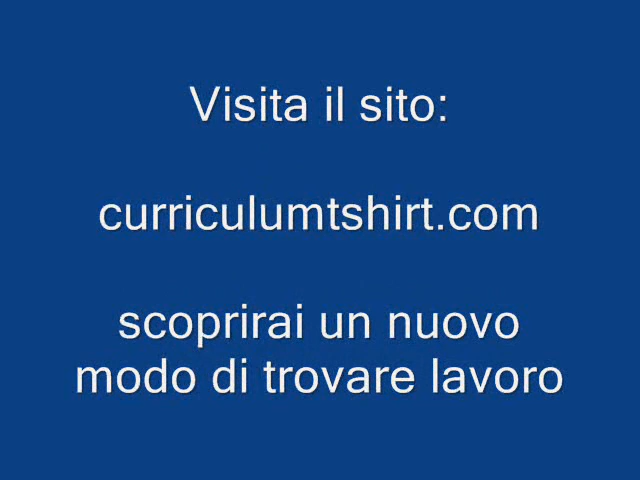 Visita il sito:
curriculumtshirt.com
scoprirai un nuovo
modo di trovare lavoro